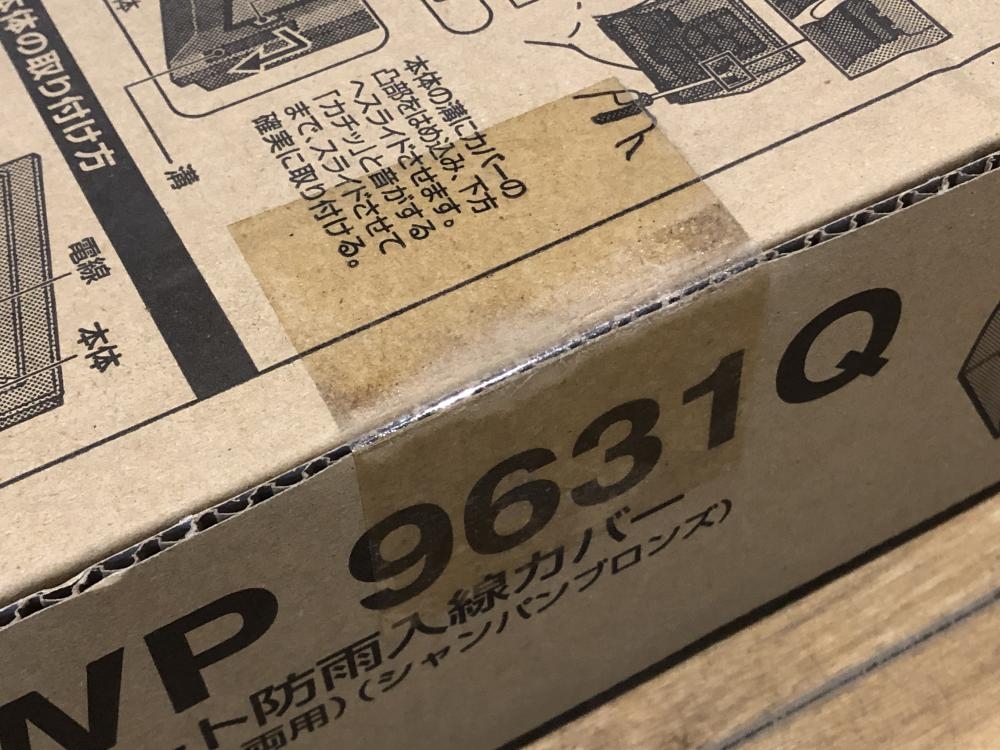 体
本体の取り付け方
溝
電線
本体
本体の溝にカバーの
凸部をはめ込み、下方
へスライドさせます。
「カチッ」と音がする
まで、スライドさせて
確実に取り付ける。
WP 9631Q
ト防雨入線カバー
用)(シャンパンブロンズ)